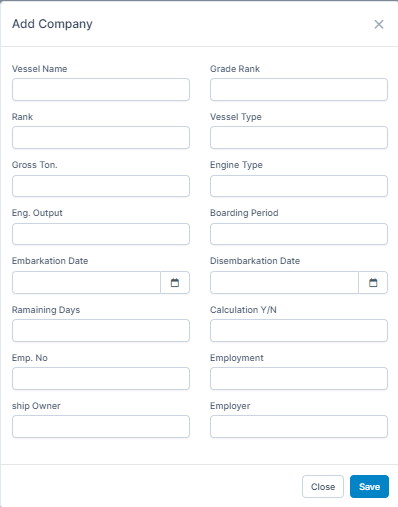 Add Company
Vessel Name Grade Rank
Rank Vessel Type
Gross Ton. Engine Type
Eng. Output Boarding Period
Embarkation Date Disembarkation Date
Ramaining Days Calculation Y/N
Emp. No Employment
ship Owner Employer
Close Save